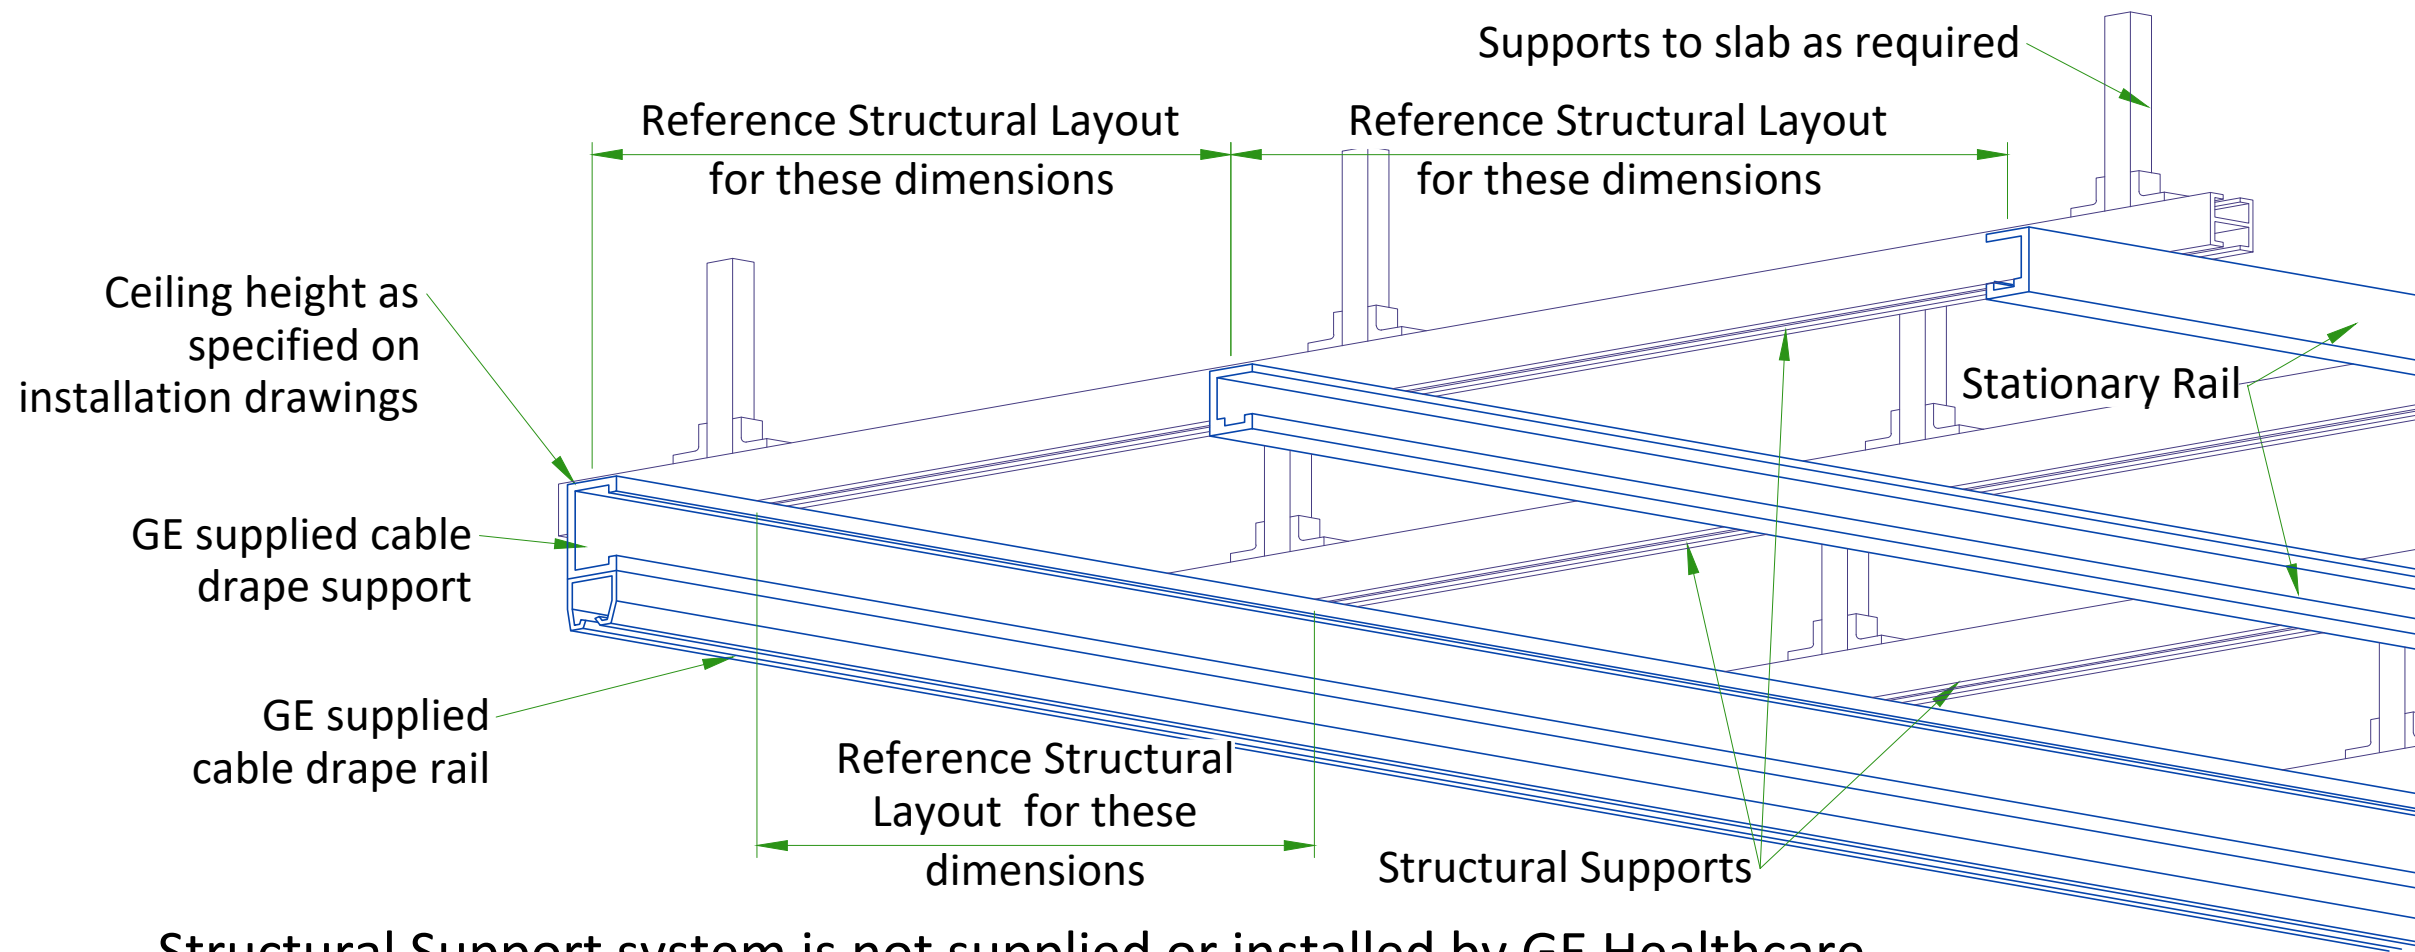 Supports to slab as required
Reference Structural Layout
for these dimensions
Reference Structural Layout
for these dimensions
Ceiling height as
specified on
installation drawings
Stationary Rail
GE supplied cable
drape support
GE supplied
cable drape rail
Reference Structural
Layout for these
dimensions
Structural Supports
Structural Support system is not supplied or installed by GE Healthcare